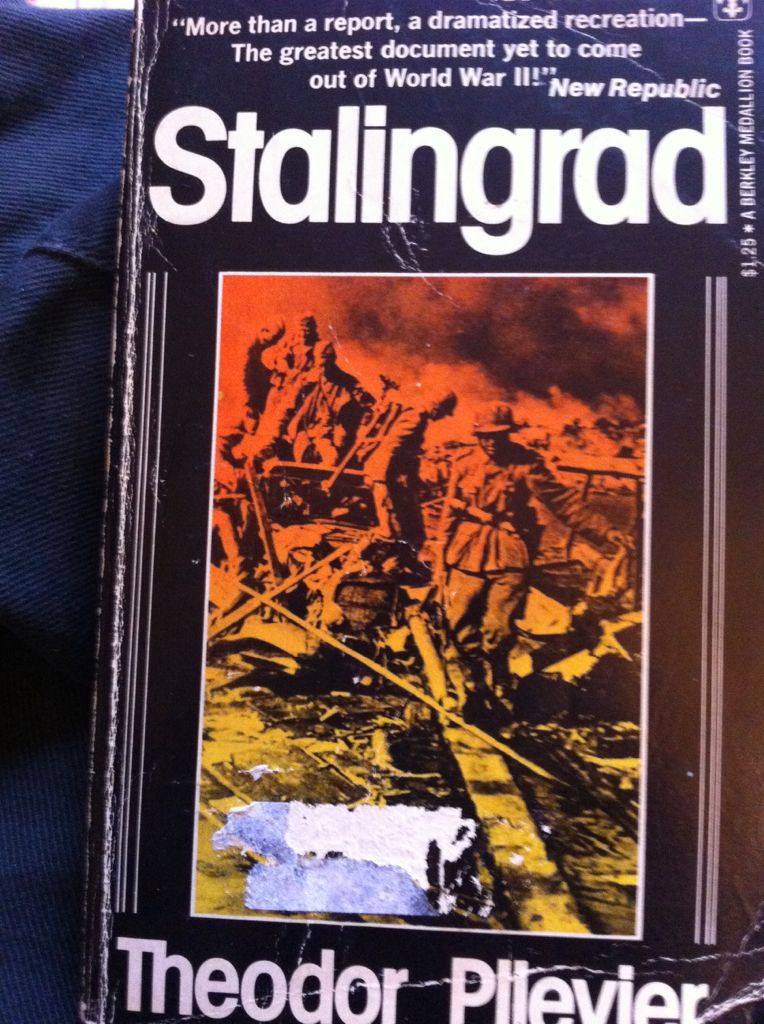 “More than a report, a dramatized recreation—
The greatest document yet to come
out of World War II!”
New Republic
Stalingrad
$1.25 * A BERKLEY MEDALLION BOOK
Theodor Plievier